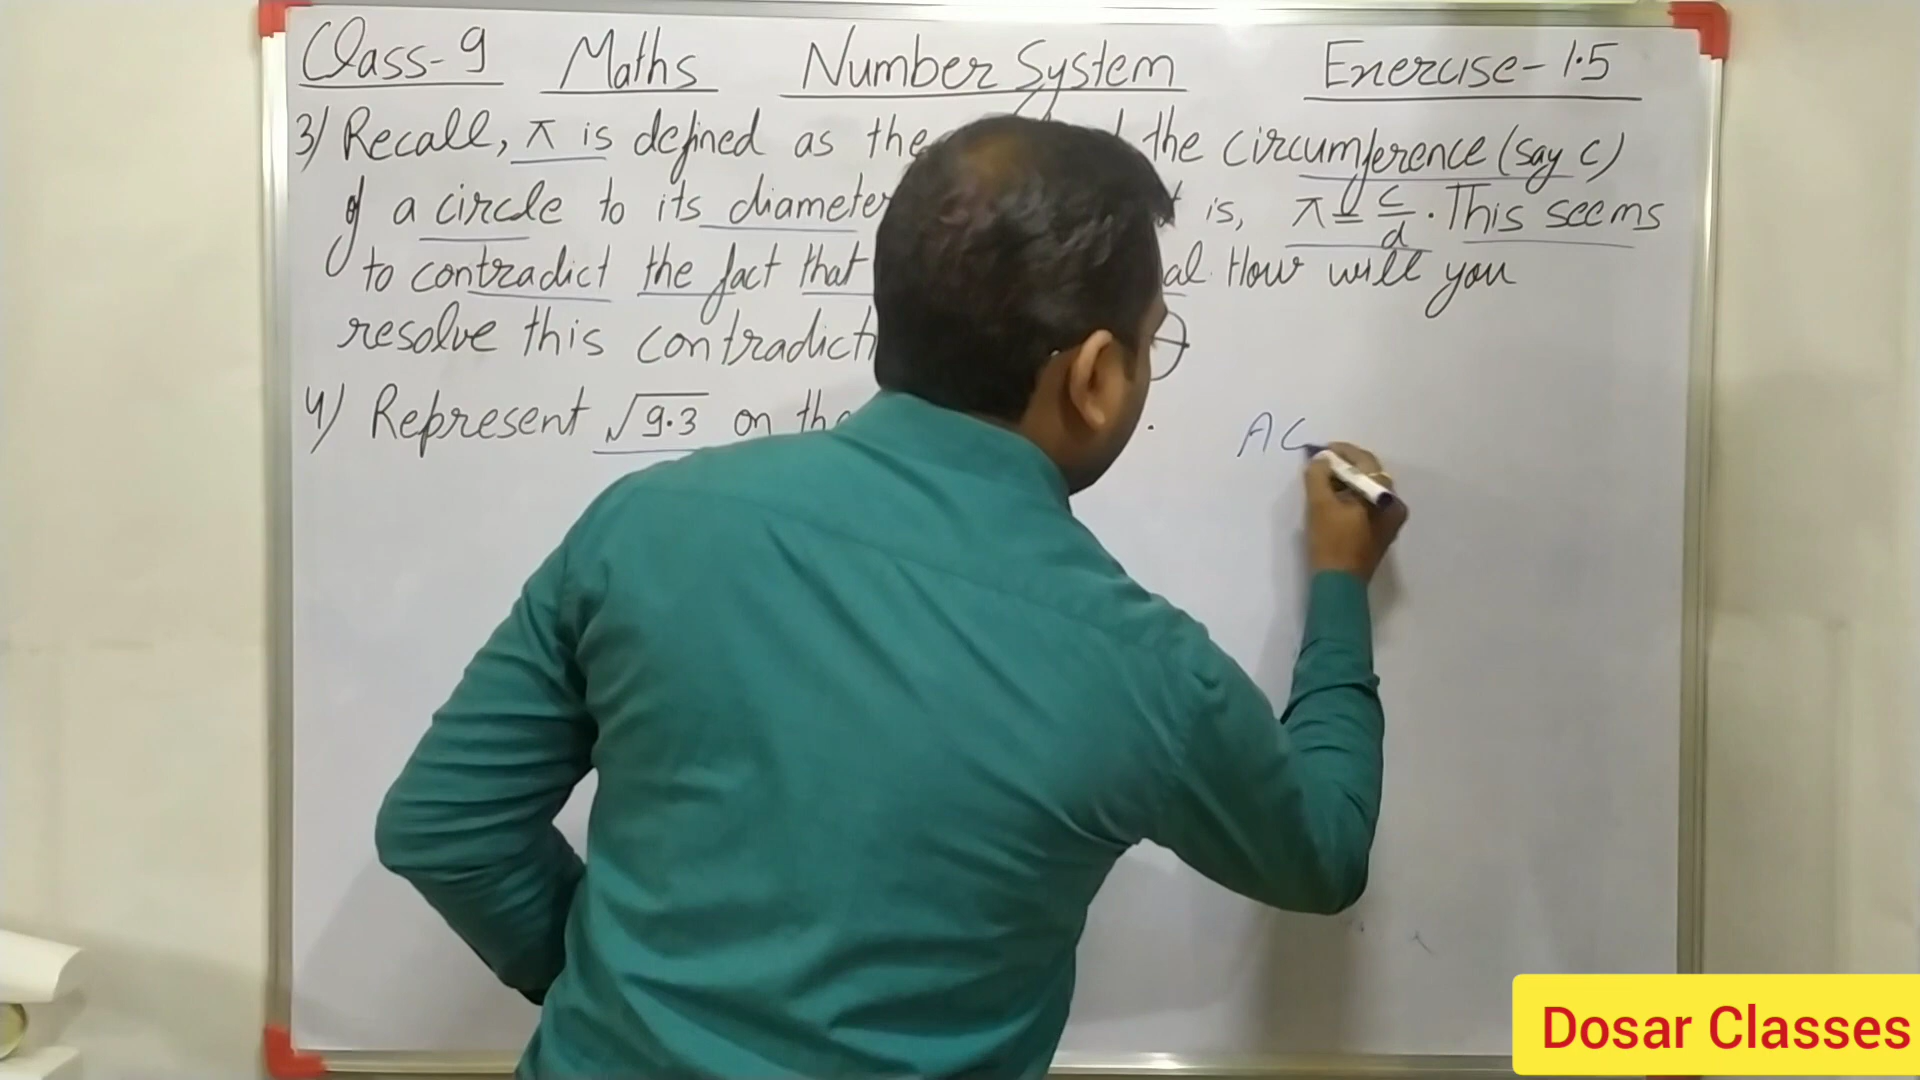 Class-9 Maths Number System Exercise-1.5
3) Recall, π is defined as the the circumference (say c)
of a circle to its diameter is, π = c/d. This seems
to contradict the fact that al. How will you
resolve this contradicti
4) Represent √9.3 on the .
AC
Dosar Classes